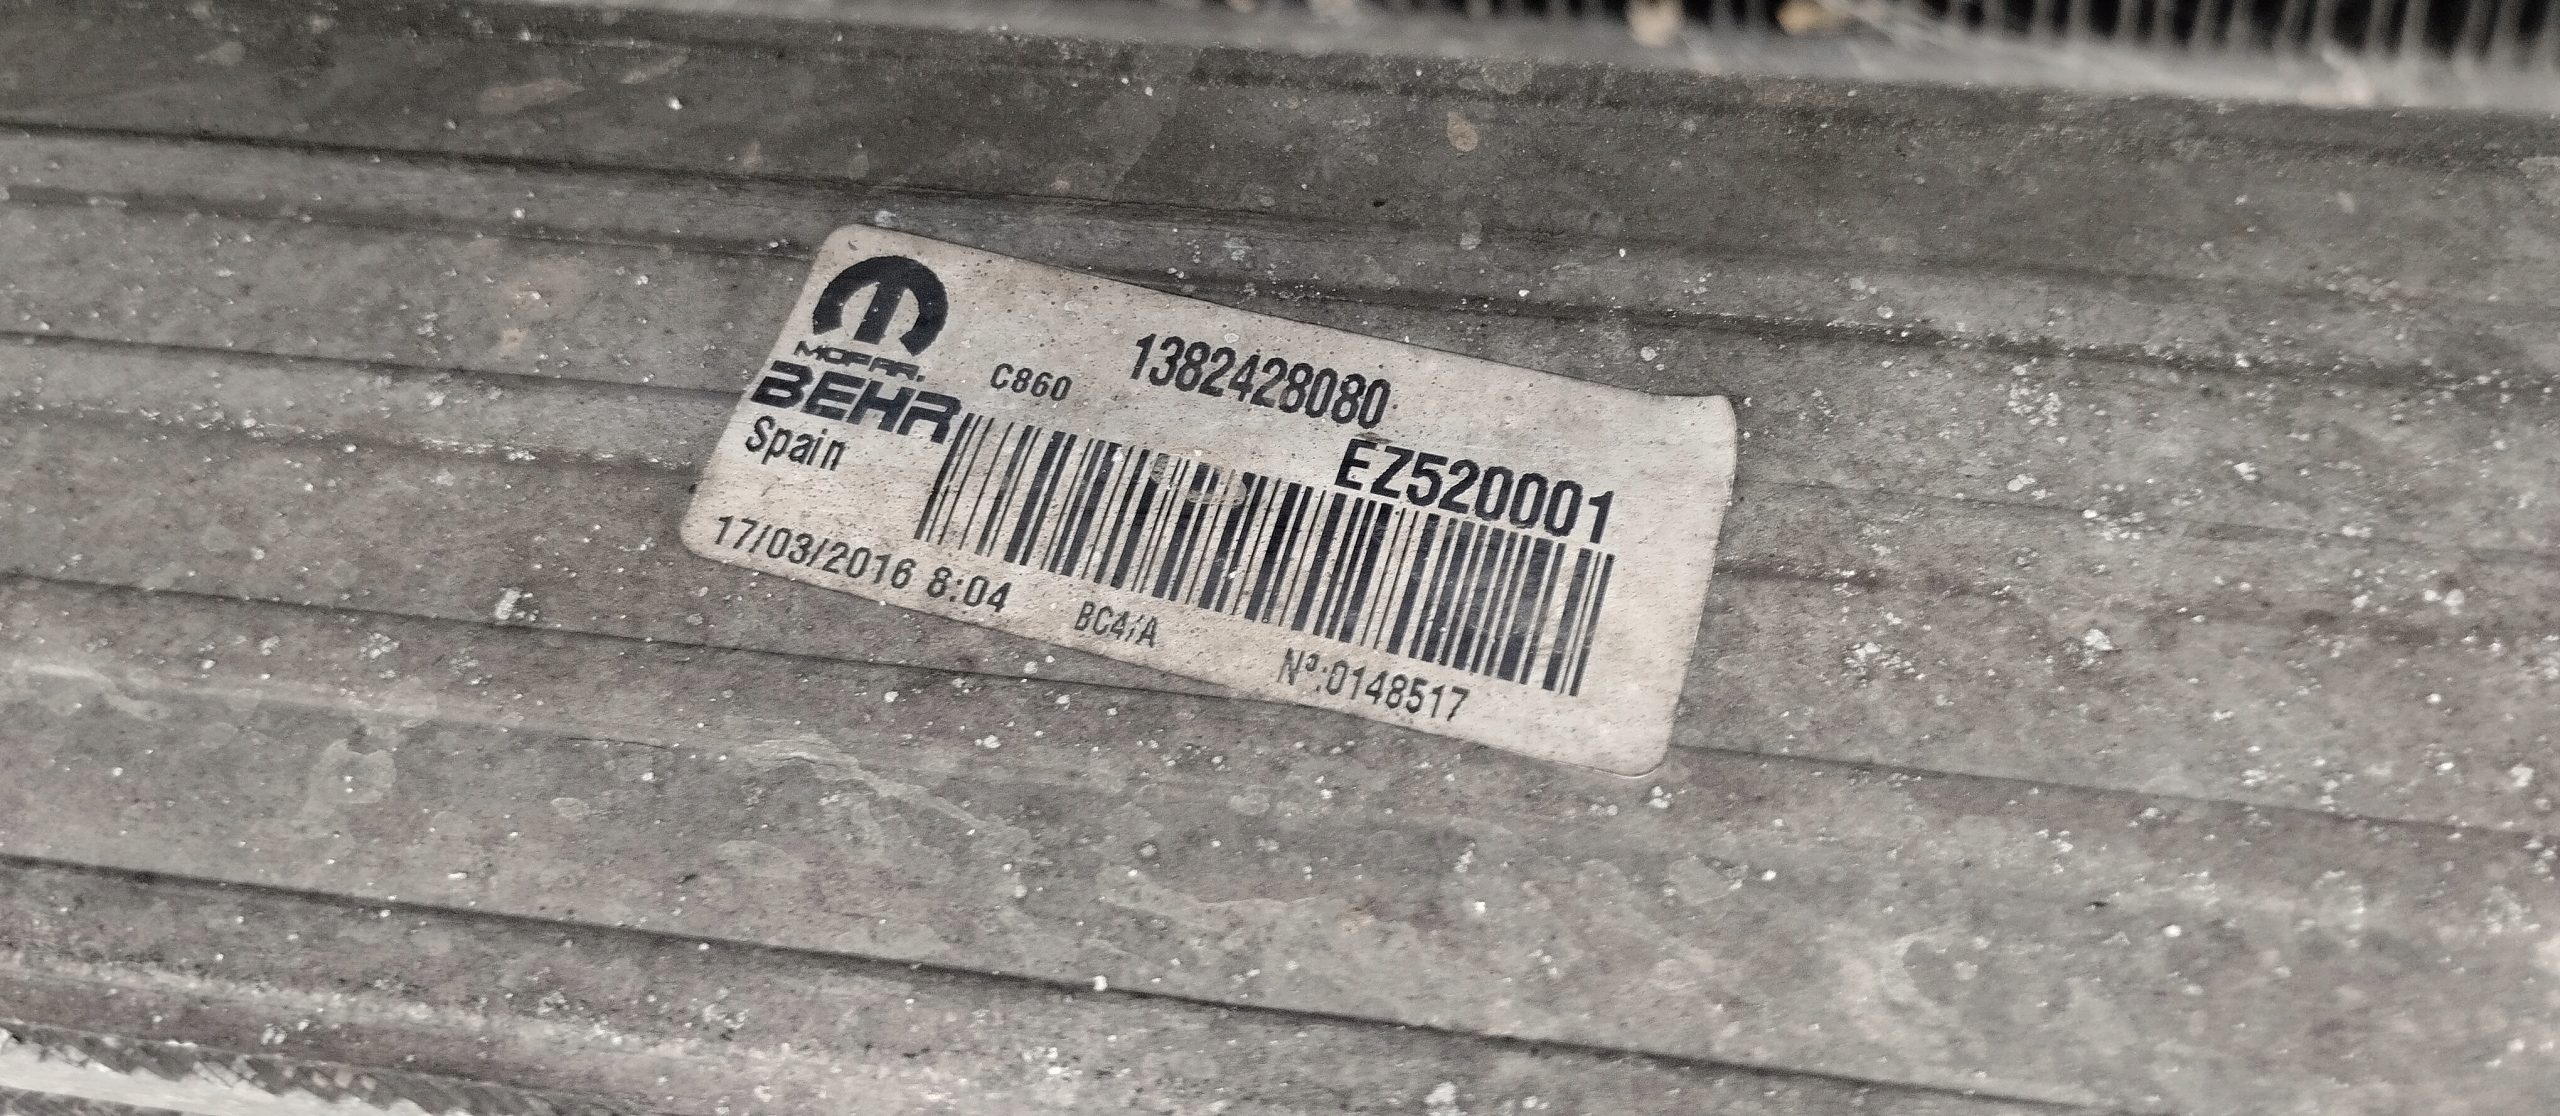 MOPAR.
BEHR
Spain
C860
1382428080
EZ520001
17/03/2016 8:04
BC4/A
Nº:0148517